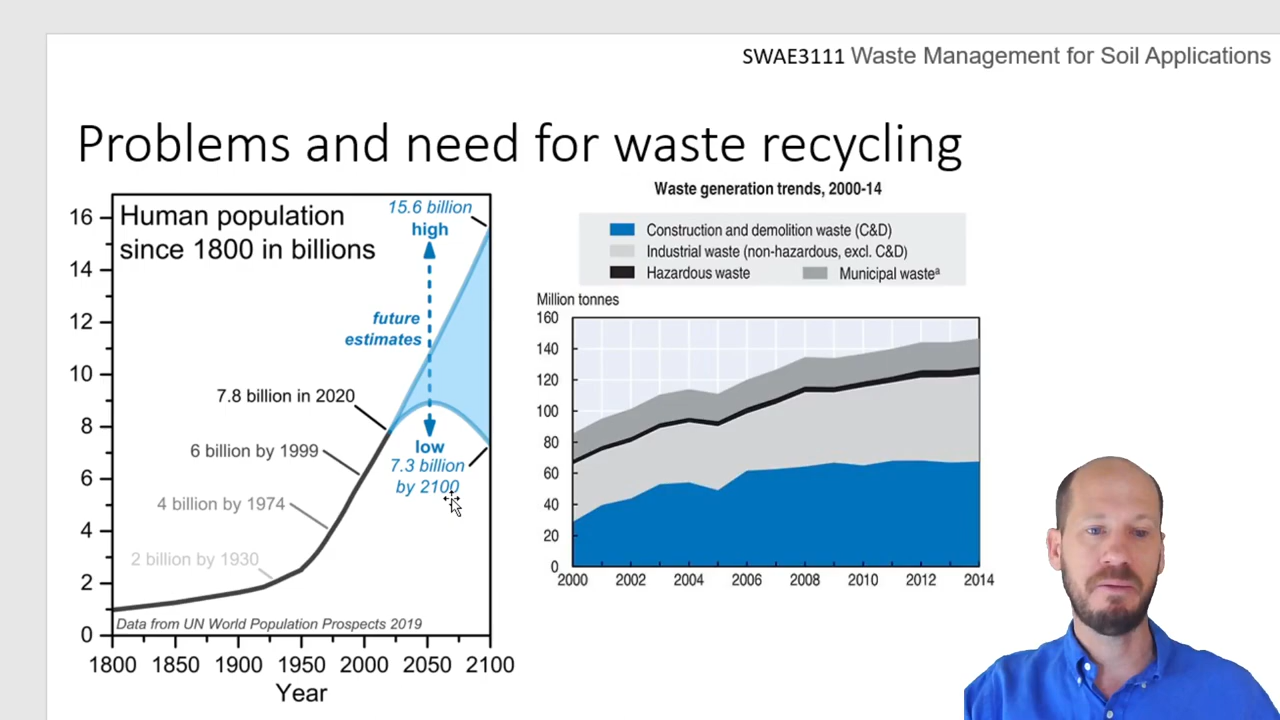 SWAE3111 Waste Management for Soil Applications
Problems and need for waste recycling
Human population
since 1800 in billions
15.6 billion
high
future
estimates
7.8 billion in 2020
6 billion by 1999
4 billion by 1974
2 billion by 1930
low
7.3 billion
by 2100
Data from UN World Population Prospects 2019
16
14
12
10
8
6
4
2
0
1800 1850 1900 1950 2000 2050 2100
Year
Waste generation trends, 2000-14
Construction and demolition waste (C&D)
Industrial waste (non-hazardous, excl. C&D)
Hazardous waste Municipal wasteᵃ
Million tonnes
160
140
120
100
80
60
40
20
0
2000 2002 2004 2006 2008 2010 2012 2014